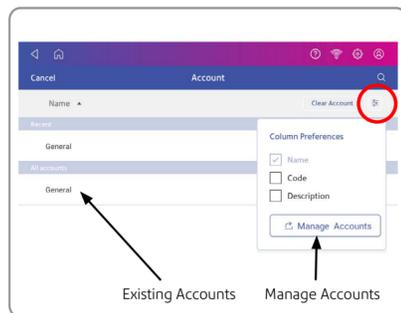 Cancel Account
Name Clear Account
Recent
General
All accounts
General
Column Preferences
Name
Code
Description
Manage Accounts
Existing Accounts Manage Accounts